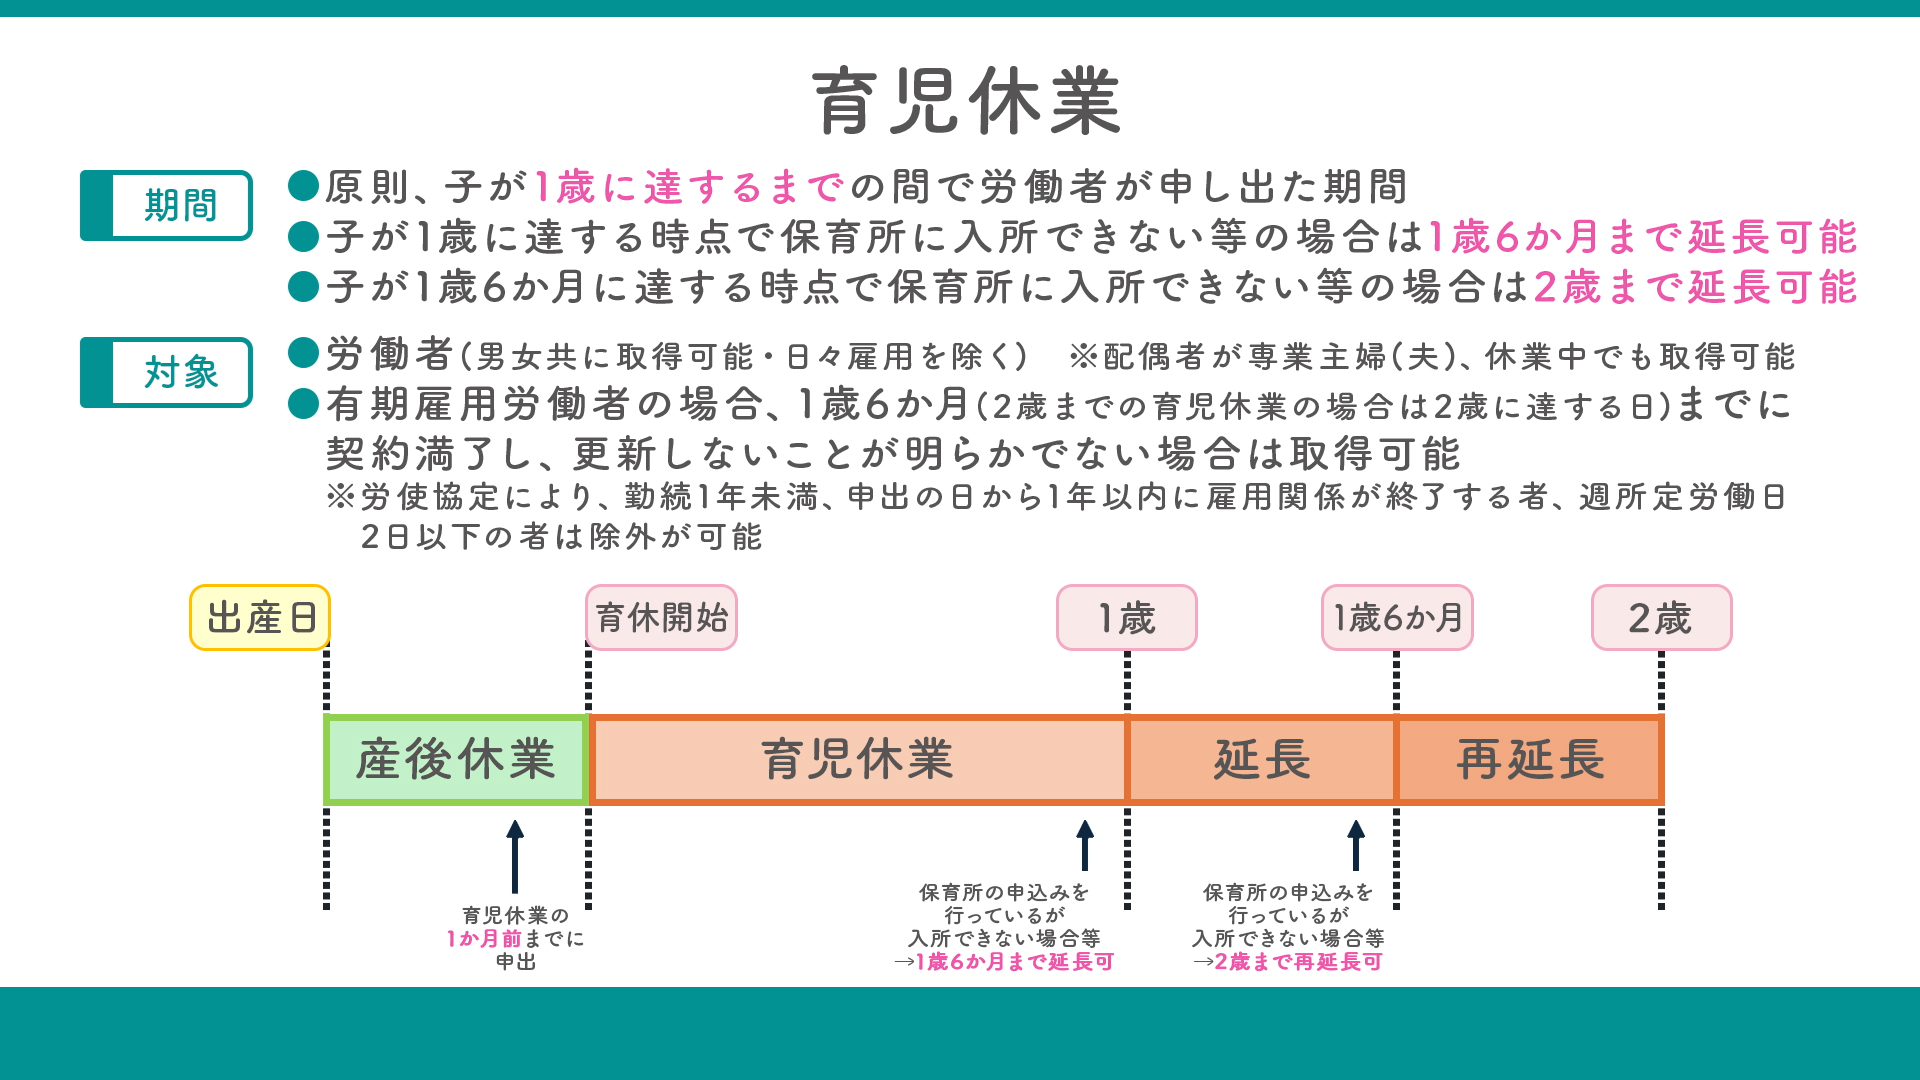 育児休業
期間
●原則、子が1歳に達するまでの間で労働者が申し出た期間
●子が1歳に達する時点で保育所に入所できない等の場合は1歳6か月まで延長可能
●子が1歳6か月に達する時点で保育所に入所できない等の場合は2歳まで延長可能
対象
●労働者(男女共に取得可能・日々雇用を除く) ※配偶者が専業主婦(夫)、休業中でも取得可能
●有期雇用労働者の場合、1歳6か月(2歳までの育児休業の場合は2歳に達する日)までに
契約満了し、更新しないことが明らかでない場合は取得可能
※労使協定により、勤続1年未満、申出の日から1年以内に雇用関係が終了する者、週所定労働日
2日以下の者は除外が可能
出産日
育休開始
1歳
1歳6か月
2歳
産後休業
育児休業
延長
再延長
育児休業の
1か月前までに
申出
保育所の申込みを
行っているが
入所できない場合等
→1歳6か月まで延長可
保育所の申込みを
行っているが
入所できない場合等
→2歳まで再延長可